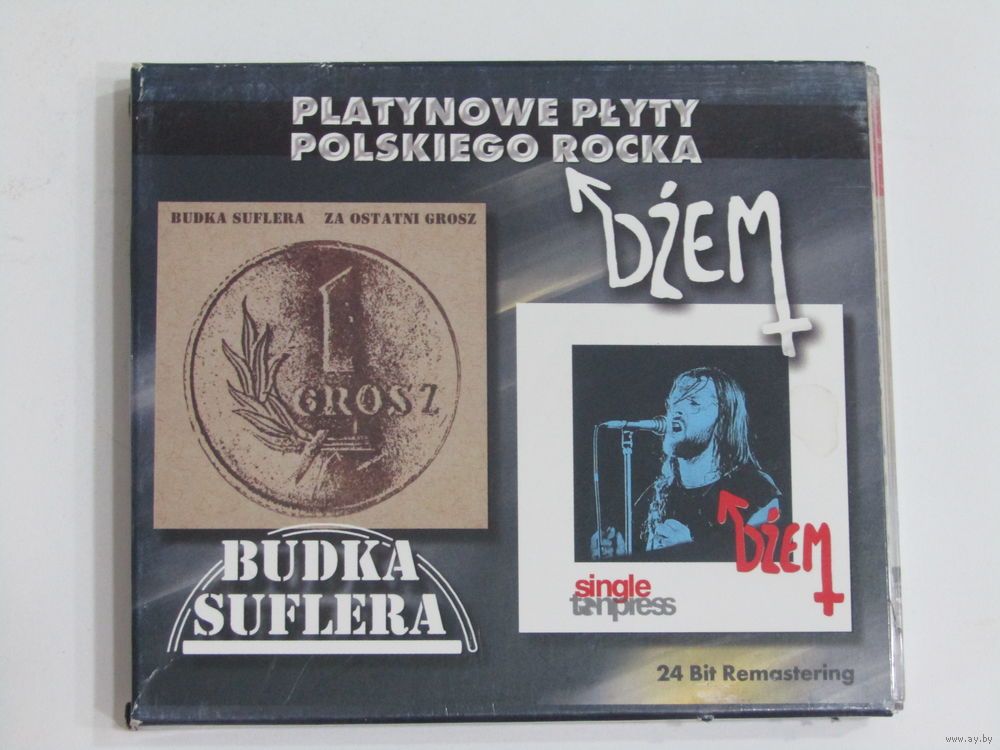 PLATYNOWE PŁYTY
POLSKIEGO ROCKA
DŻEM
BUDKA SUFLERA ZA OSTATNI GROSZ
1
GROSZ
BUDKA
SUFLERA
DŻEM
single
tonpress
24 Bit Remastering
www.ay.by